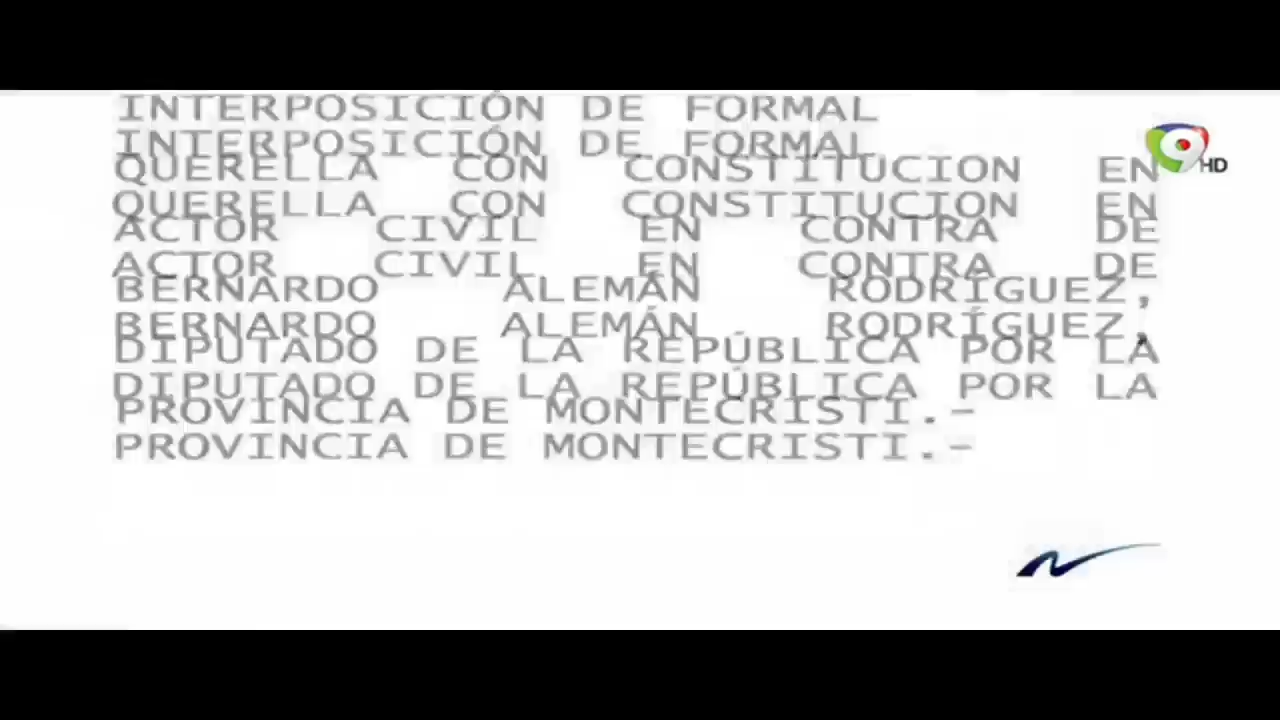 INTERPOSICIÓN DE FORMAL
INTERPOSICIÓN DE FORMAL
QUERELLA CON CONSTITUCION EN
QUERELLA CON CONSTITUCION EN
ACTOR CIVIL EN CONTRA DE
ACTOR CIVIL EN CONTRA DE
BERNARDO ALEMÁN RODRÍGUEZ,
BERNARDO ALEMÁN RODRÍGUEZ,
DIPUTADO DE LA REPÚBLICA POR LA
DIPUTADO DE LA REPÚBLICA POR LA
PROVINCIA DE MONTECRISTI.-
PROVINCIA DE MONTECRISTI.-
9 HD